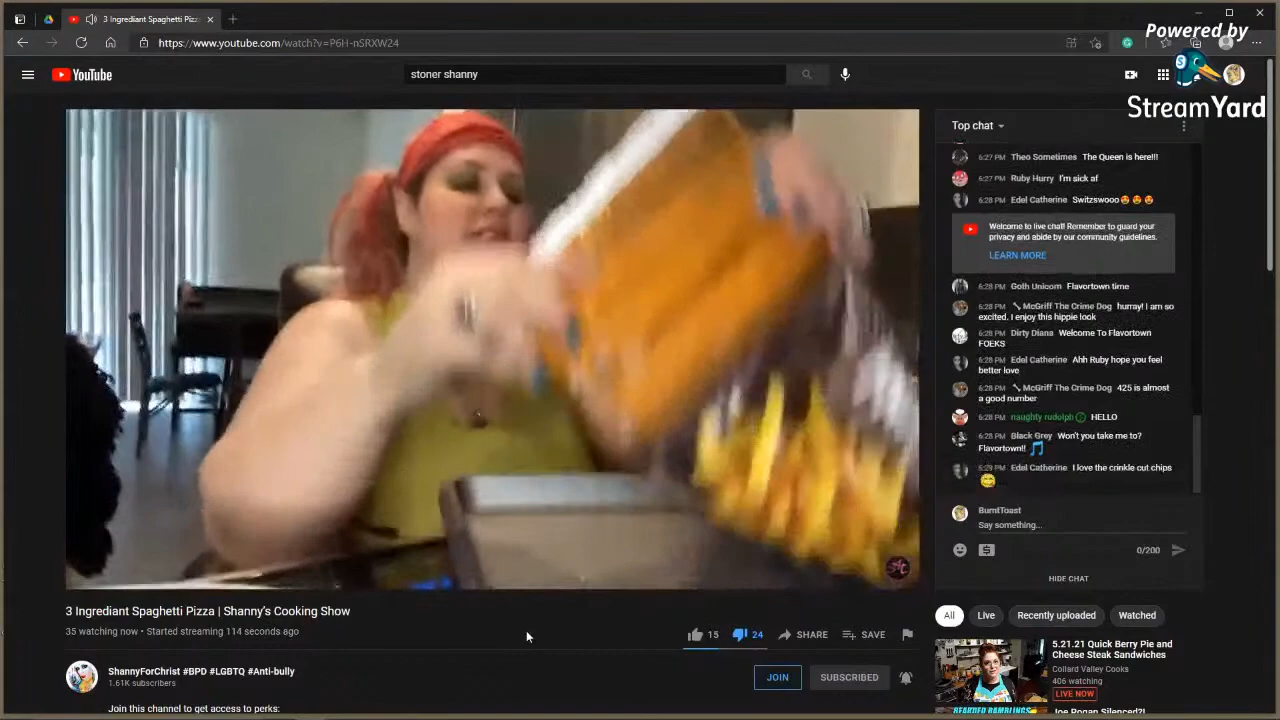 3 Ingrediant Spaghetti Pizz
Powered by
https://www.youtube.com/watch?v=P6H-nSRXW24
YouTube
stoner shanny
StreamYard
Top chat
6:27 PM Theo Sometimes The Queen is here!!!
6:27 PM Ruby Hurry I'm sick af
6:28 PM Edel Catherine Switzswooo
Welcome to live chat! Remember to guard your
privacy and abide by our community guidelines.
LEARN MORE
6:28 PM Goth Unicorn Flavortown time
6:28 PM McGriff The Crime Dog hurray! I am so
excited. I enjoy this hippie look
6:28 PM Dirty Diana Welcome To Flavortown
FOEKS
6:28 PM Edel Catherine Ahh Ruby hope you feel
better love
6:28 PM McGriff The Crime Dog 425 is almost
a good number
6:28 PM naughty rudolph HELLO
6:28 PM Black Grey Won't you take me to?
Flavortown!!
6:29 PM Edel Catherine I love the crinkle cut chips
BurntToast
Say something...
0/200
HIDE CHAT
3 Ingrediant Spaghetti Pizza | Shanny's Cooking Show
35 watching now • Started streaming 114 seconds ago
15
24
SHARE
SAVE
All
Live
Recently uploaded
Watched
ShannyForChrist #BPD #LGBTQ #Anti-bully
1.61K subscribers
JOIN
SUBSCRIBED
Join this channel to get access to perks:
5.21.21 Quick Berry Pie and
Cheese Steak Sandwiches
Collard Valley Cooks
406 watching
LIVE NOW
BEARDED RAMBLINGS
Joe Rogan Silenced?!